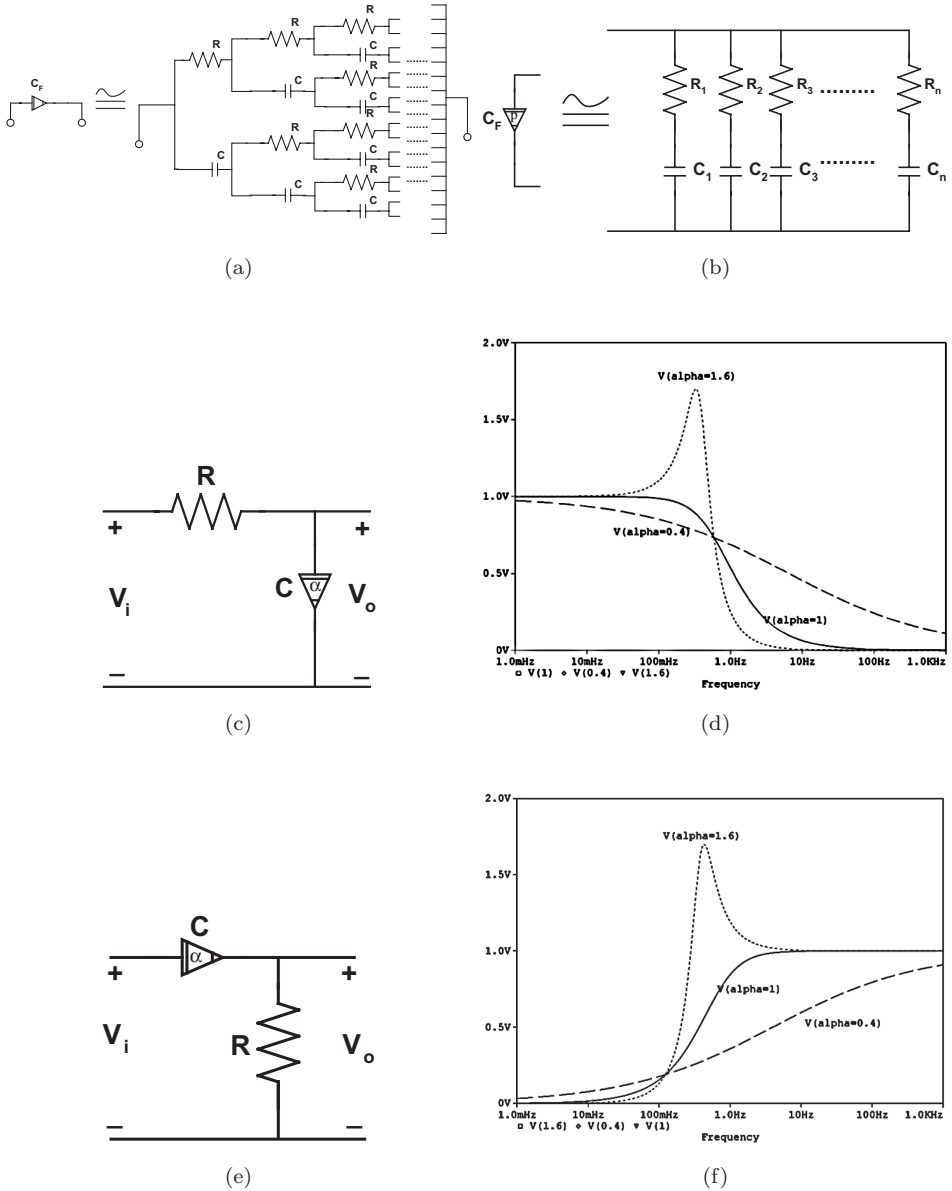 C_F
R R R
C
C R
C
C
C R R
C
C R
C
(a)
C_F P
R_1 R_2 R_3 ......... R_n
C_1 C_2 C_3 ......... C_n
(b)
R
+ +
V_i C α V_o
− −
(c)
2.0V
V(alpha=1.6)
1.5V
1.0V
V(alpha=0.4)
0.5V
V(alpha=1)
0V
1.0mHz 10mHz 100mHz 1.0Hz 10Hz 100Hz 1.0KHz
V(1) V(0.4) V(1.6)
Frequency
(d)
C
α
+ +
V_i R V_o
− −
(e)
2.0V
V(alpha=1.6)
1.5V
1.0V
V(alpha=1)
0.5V
V(alpha=0.4)
0V
1.0mHz 10mHz 100mHz 1.0Hz 10Hz 100Hz 1.0KHz
V(1.6) V(0.4) V(1)
Frequency
(f)